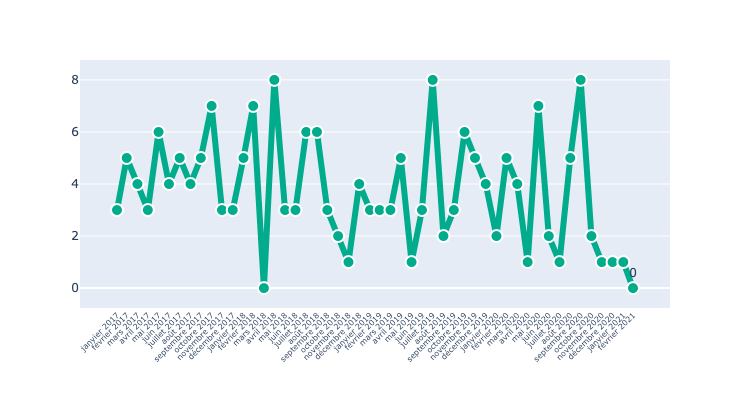 8
6
4
2
0
0
janvier 2017
février 2017
mars 2017
avril 2017
mai 2017
juin 2017
juillet 2017
août 2017
septembre 2017
octobre 2017
novembre 2017
décembre 2017
janvier 2018
février 2018
mars 2018
avril 2018
mai 2018
juin 2018
juillet 2018
août 2018
septembre 2018
octobre 2018
novembre 2018
décembre 2018
janvier 2019
février 2019
mars 2019
avril 2019
mai 2019
juin 2019
juillet 2019
août 2019
septembre 2019
octobre 2019
novembre 2019
décembre 2019
janvier 2020
février 2020
mars 2020
avril 2020
mai 2020
juin 2020
juillet 2020
août 2020
septembre 2020
octobre 2020
novembre 2020
décembre 2020
janvier 2021
février 2021